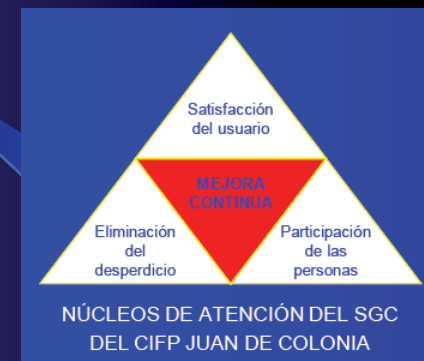 Satisfacción
del usuario
MEJORA
CONTINUA
Eliminación
del
desperdicio
Participación
de las
personas
NÚCLEOS DE ATENCIÓN DEL SGC
DEL CIFP JUAN DE COLONIA